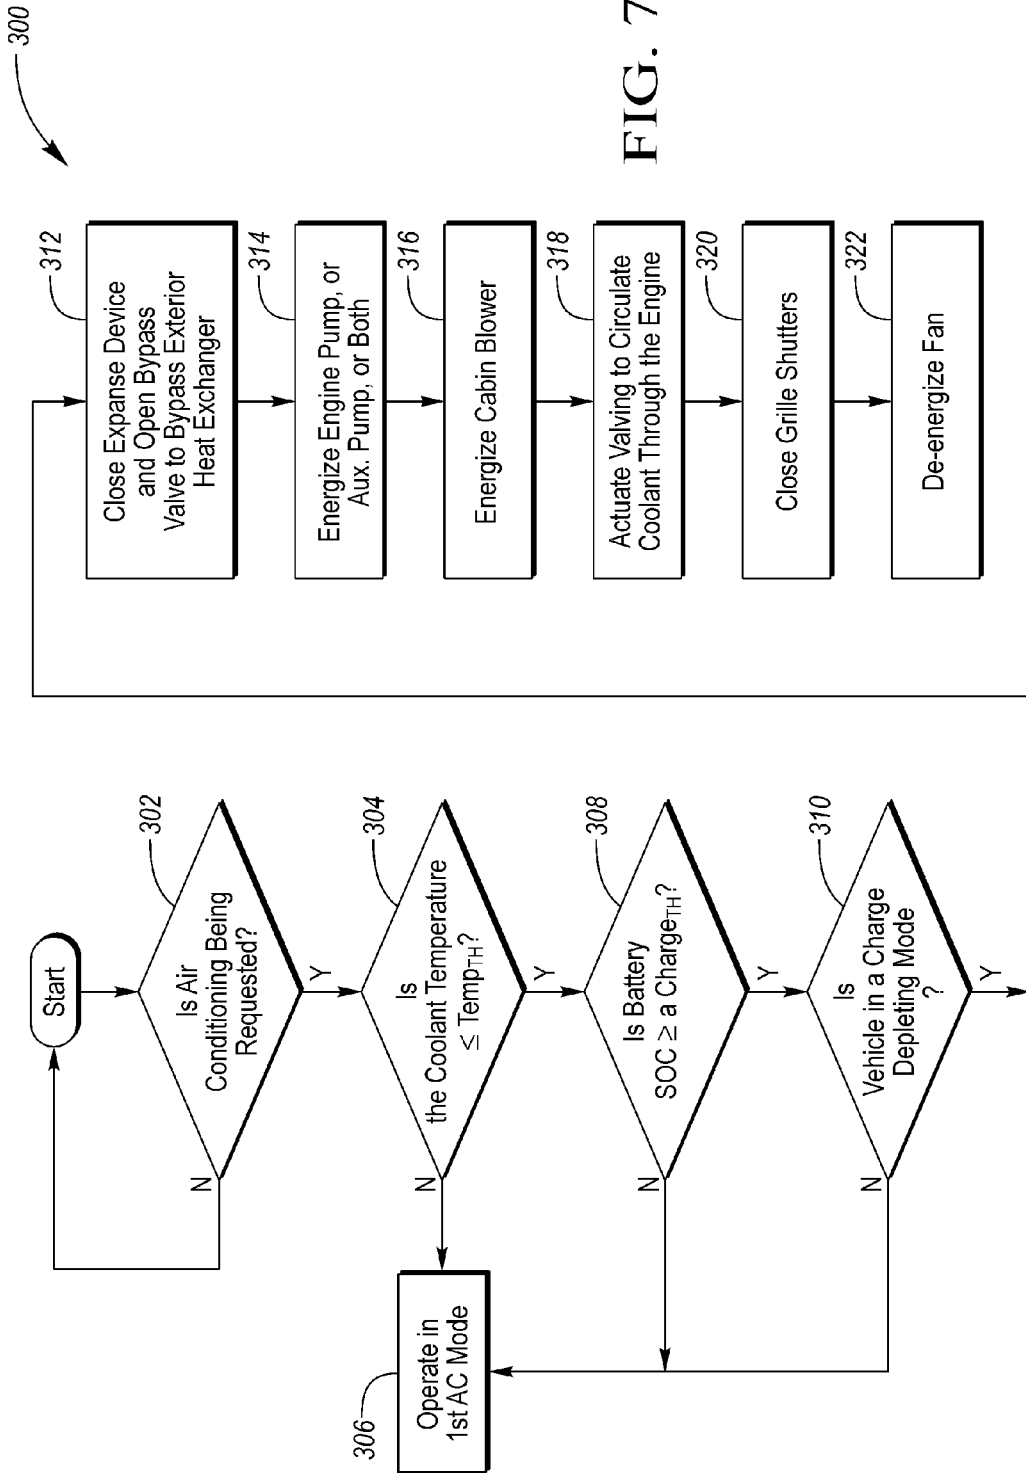 300
Start
302
Is Air
Conditioning Being
Requested?
N
Y
304
Is
the Coolant Temperature
≤ TempTH?
N
Y
306
Operate in
1st AC Mode
308
Is Battery
SOC ≥ a ChargeTH?
N
Y
310
Is
Vehicle in a Charge
Depleting Mode
?
N
Y
312
Close Expanse Device
and Open Bypass
Valve to Bypass Exterior
Heat Exchanger
314
Energize Engine Pump, or
Aux. Pump, or Both
316
Energize Cabin Blower
318
Actuate Valving to Circulate
Coolant Through the Engine
320
Close Grille Shutters
322
De-energize Fan
FIG. 7